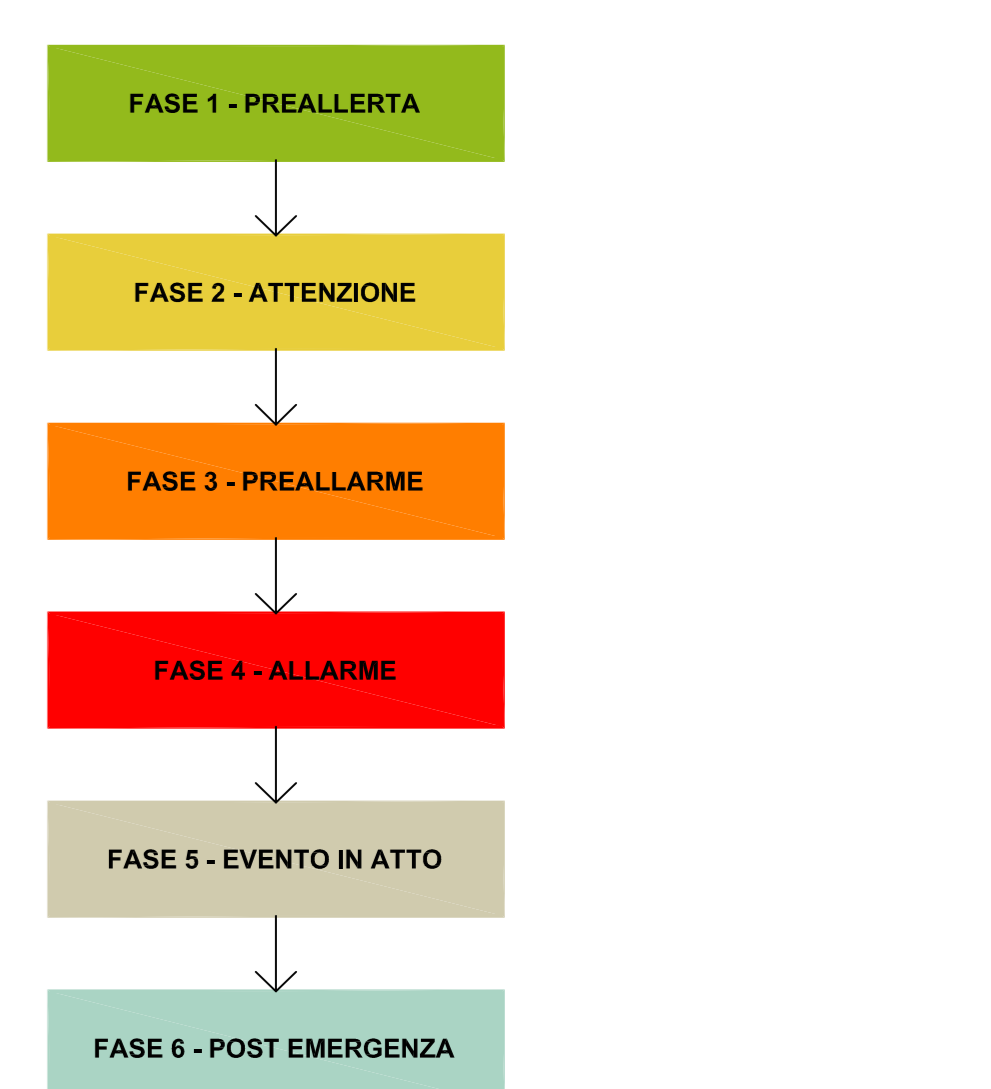 FASE 1 - PREALLERTA
FASE 2 - ATTENZIONE
FASE 3 - PREALLARME
FASE 4 - ALLARME
FASE 5 - EVENTO IN ATTO
FASE 6 - POST EMERGENZA